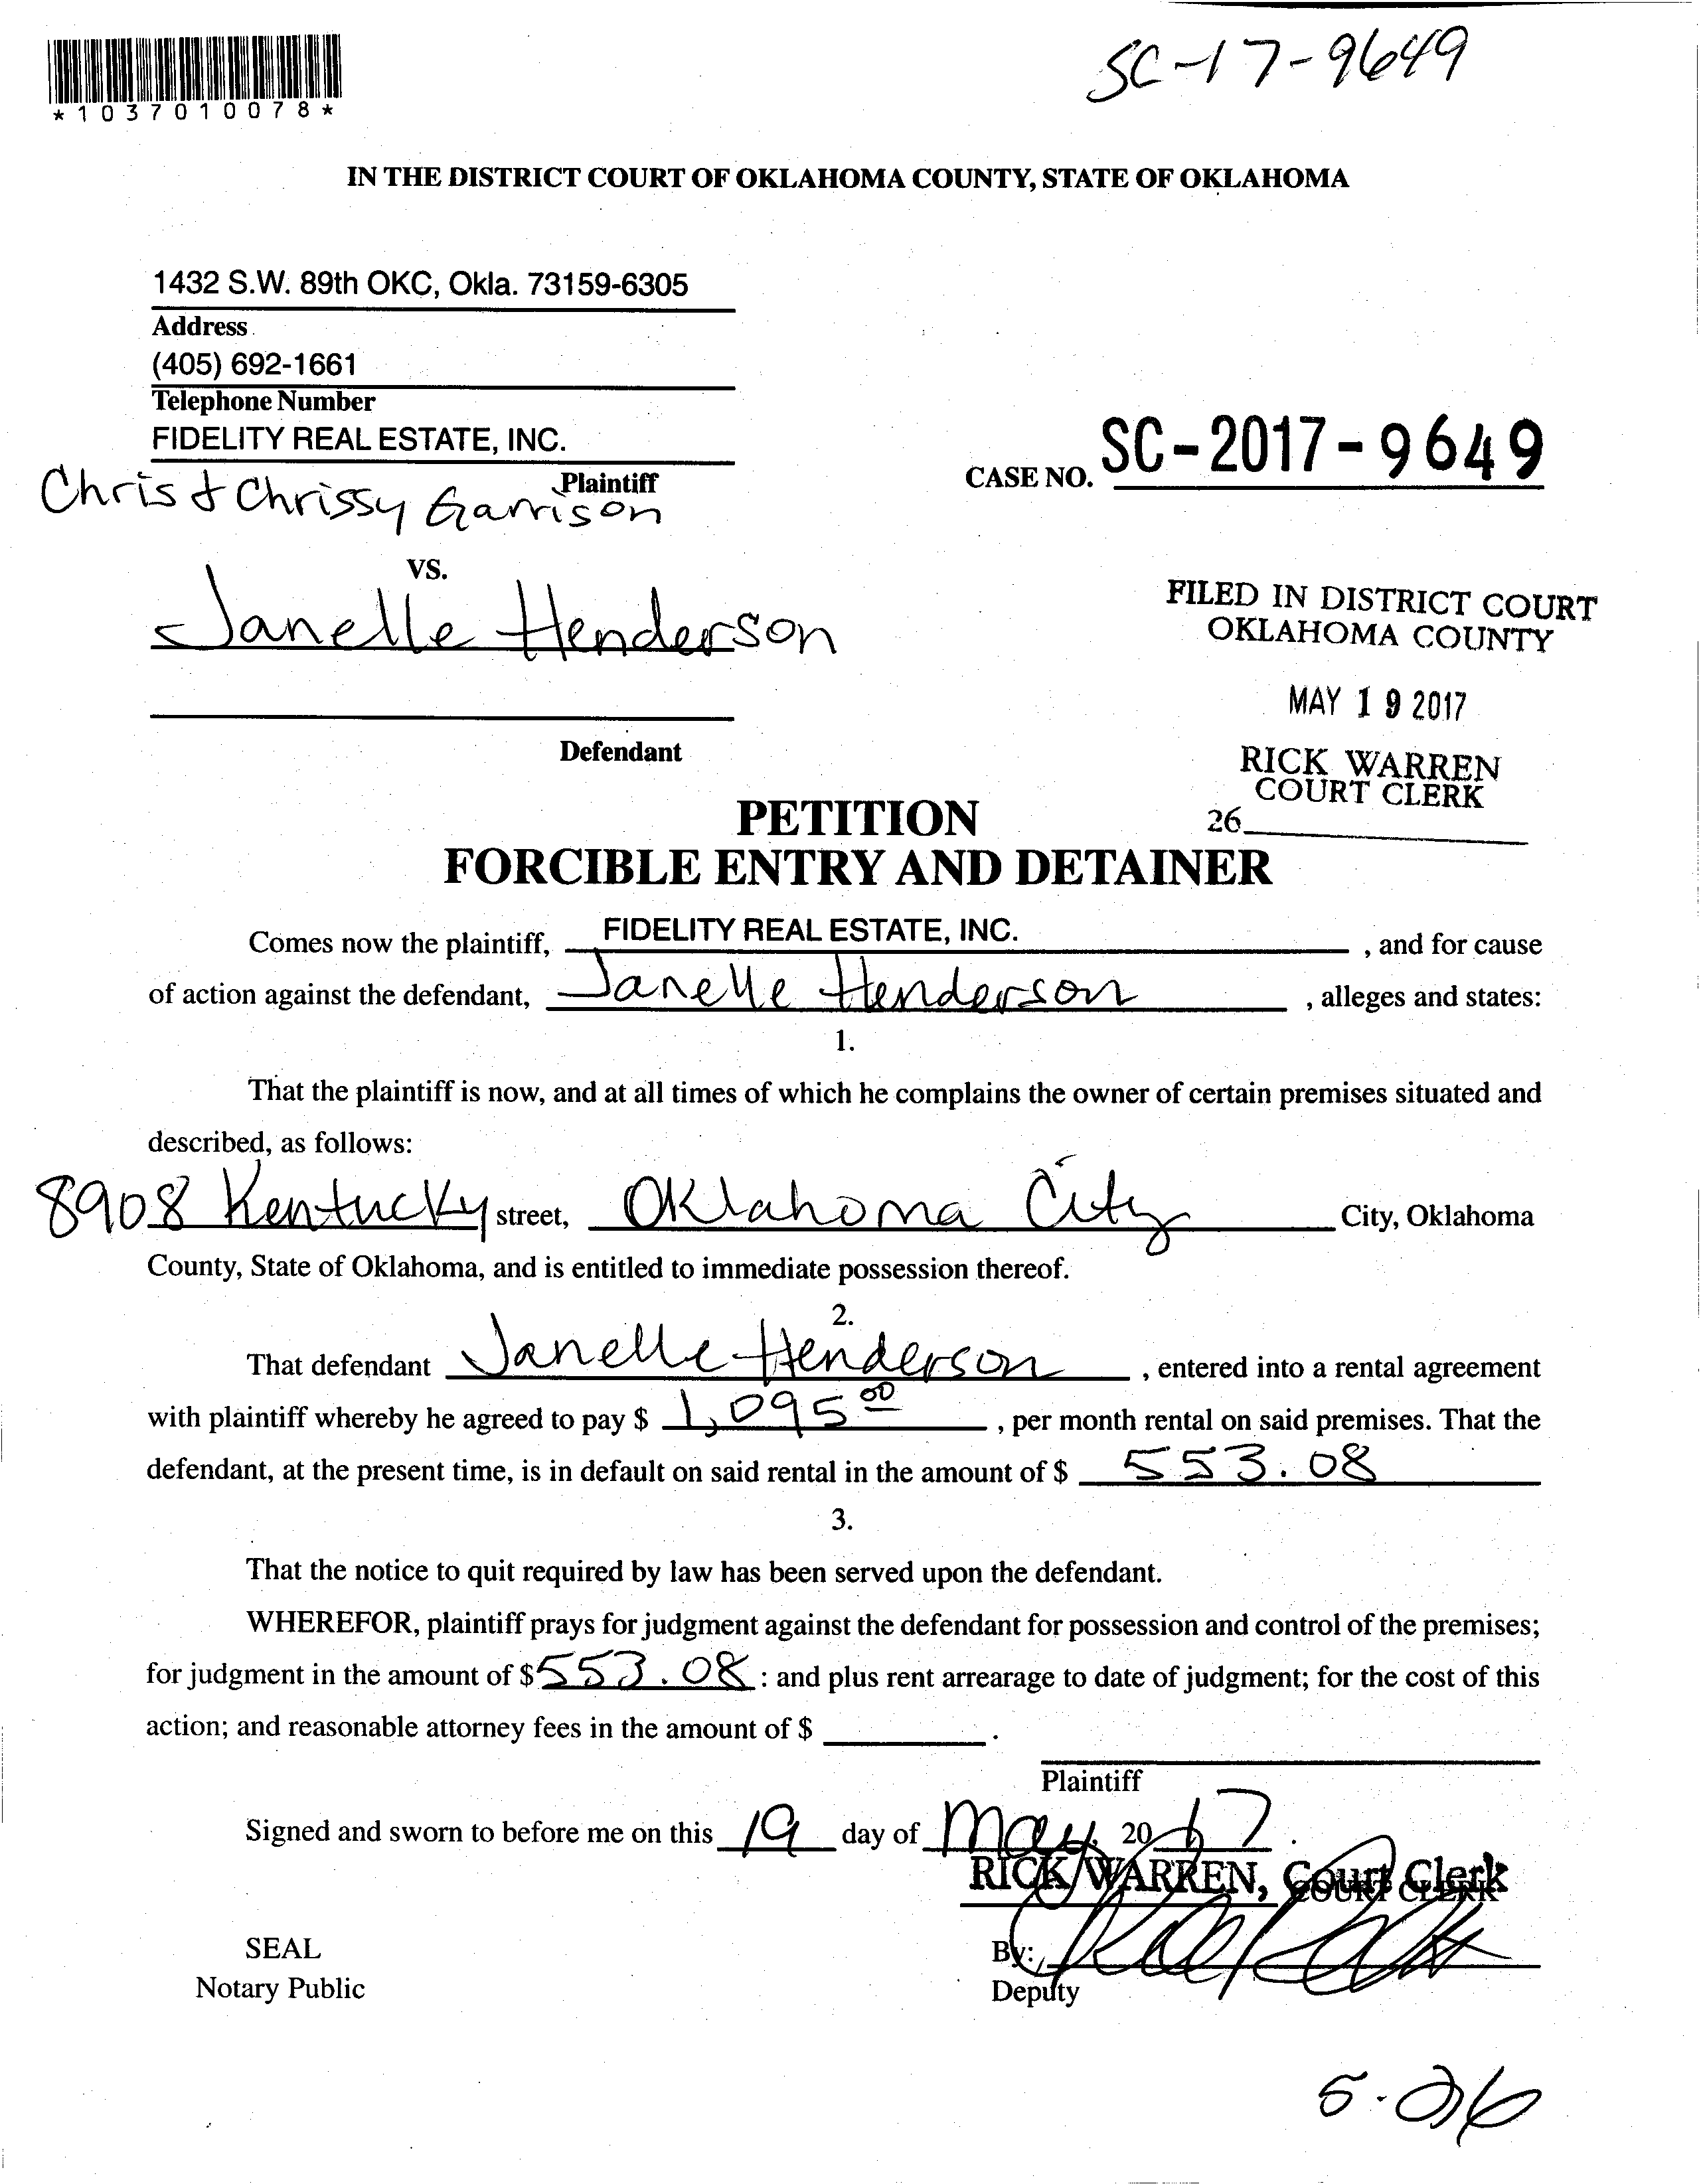 SC-17-9649
*1037010078*
IN THE DISTRICT COURT OF OKLAHOMA COUNTY, STATE OF OKLAHOMA
1432 S.W. 89th OKC, Okla. 73159-6305
Address
(405) 692-1661
Telephone Number
FIDELITY REAL ESTATE, INC.
Plaintiff
Chris & Chrissy Garrison
CASE NO. SC-2017-9649
VS.
Janelle Henderson
Defendant
FILED IN DISTRICT COURT
OKLAHOMA COUNTY
MAY 19 2017
RICK WARREN
COURT CLERK
26
PETITION
FORCIBLE ENTRY AND DETAINER
Comes now the plaintiff, FIDELITY REAL ESTATE, INC. , and for cause
of action against the defendant, Janelle Henderson , alleges and states:
1.
That the plaintiff is now, and at all times of which he complains the owner of certain premises situated and
described, as follows:
8908 Kentucky street, Oklahoma City City, Oklahoma
County, State of Oklahoma, and is entitled to immediate possession thereof.
2.
That defendant Janelle Henderson , entered into a rental agreement
with plaintiff whereby he agreed to pay $ 1,095 00 , per month rental on said premises. That the
defendant, at the present time, is in default on said rental in the amount of $ 553.08
3.
That the notice to quit required by law has been served upon the defendant.
WHEREFOR, plaintiff prays for judgment against the defendant for possession and control of the premises;
for judgment in the amount of $ 553.08 : and plus rent arrearage to date of judgment; for the cost of this
action; and reasonable attorney fees in the amount of $ .
Plaintiff
Signed and sworn to before me on this 19 day of May, 2017.
RICK WARREN, Court Clerk
COURT CLERK
SEAL
By:
Notary Public
Deputy
5-26